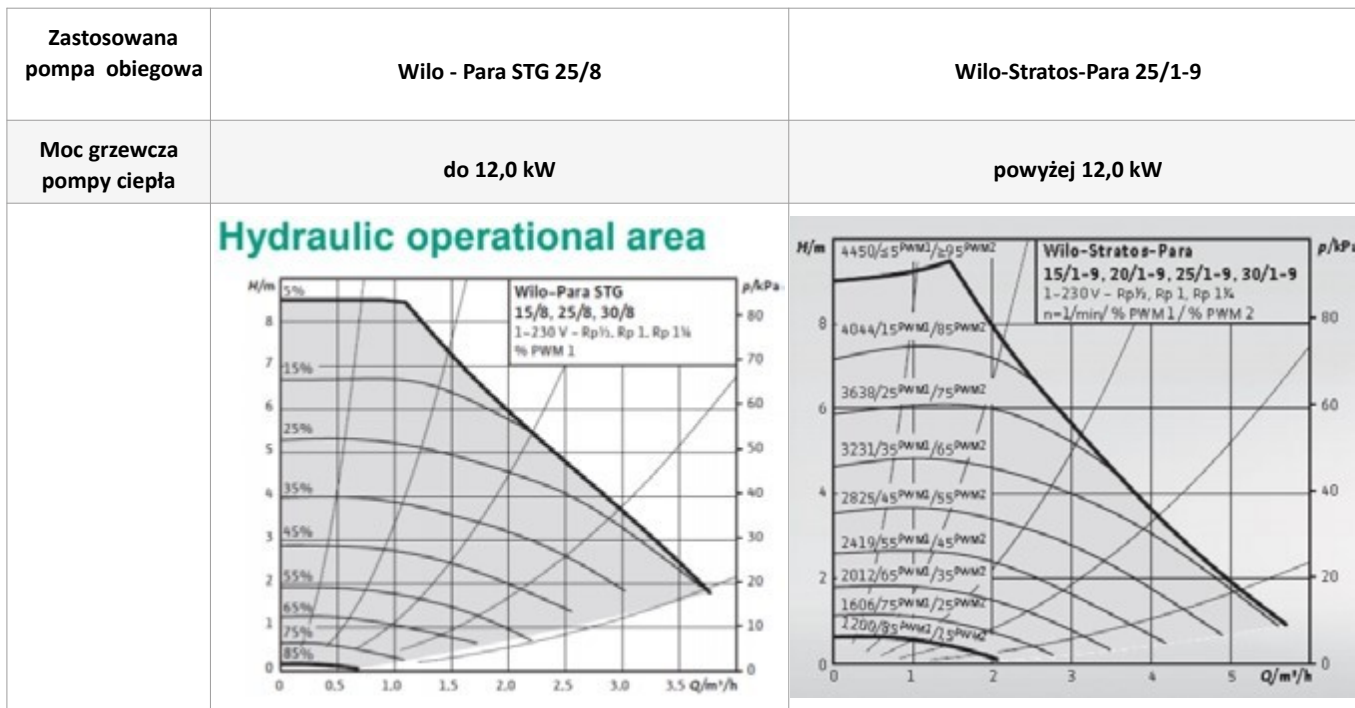 Zastosowana
pompa obiegowa
Wilo - Para STG 25/8
Wilo-Stratos-Para 25/1-9
Moc grzewcza
pompy ciepła
do 12,0 kW
powyżej 12,0 kW
Hydraulic operational area
H/m
p/kPa
Wilo-Para STG
15/8, 25/8, 30/8
1~230 V - Rp½, Rp 1, Rp 1¼
% PWM 1
5%
15%
25%
35%
45%
55%
65%
75%
85%
8
7
6
5
4
3
2
1
0
80
70
60
50
40
30
20
10
0
0 0.5 1.0 1.5 2.0 2.5 3.0 3.5 Q/m³/h
H/m
p/kPa
Wilo-Stratos-Para
15/1-9, 20/1-9, 25/1-9, 30/1-9
1~230 V - Rp½, Rp 1, Rp 1¼
n=1/min/ % PWM 1 / % PWM 2
4450/≤5PWM1/≥95PWM2
4044/15PWM1/85PWM2
3638/25PWM1/75PWM2
3231/35PWM1/65PWM2
2825/45PWM1/55PWM2
2419/55PWM1/45PWM2
2012/65PWM1/35PWM2
1606/75PWM1/25PWM2
1200/85PWM1/15PWM2
8
6
4
2
0
80
60
40
20
0
0 1 2 3 4 5 Q/m³/h